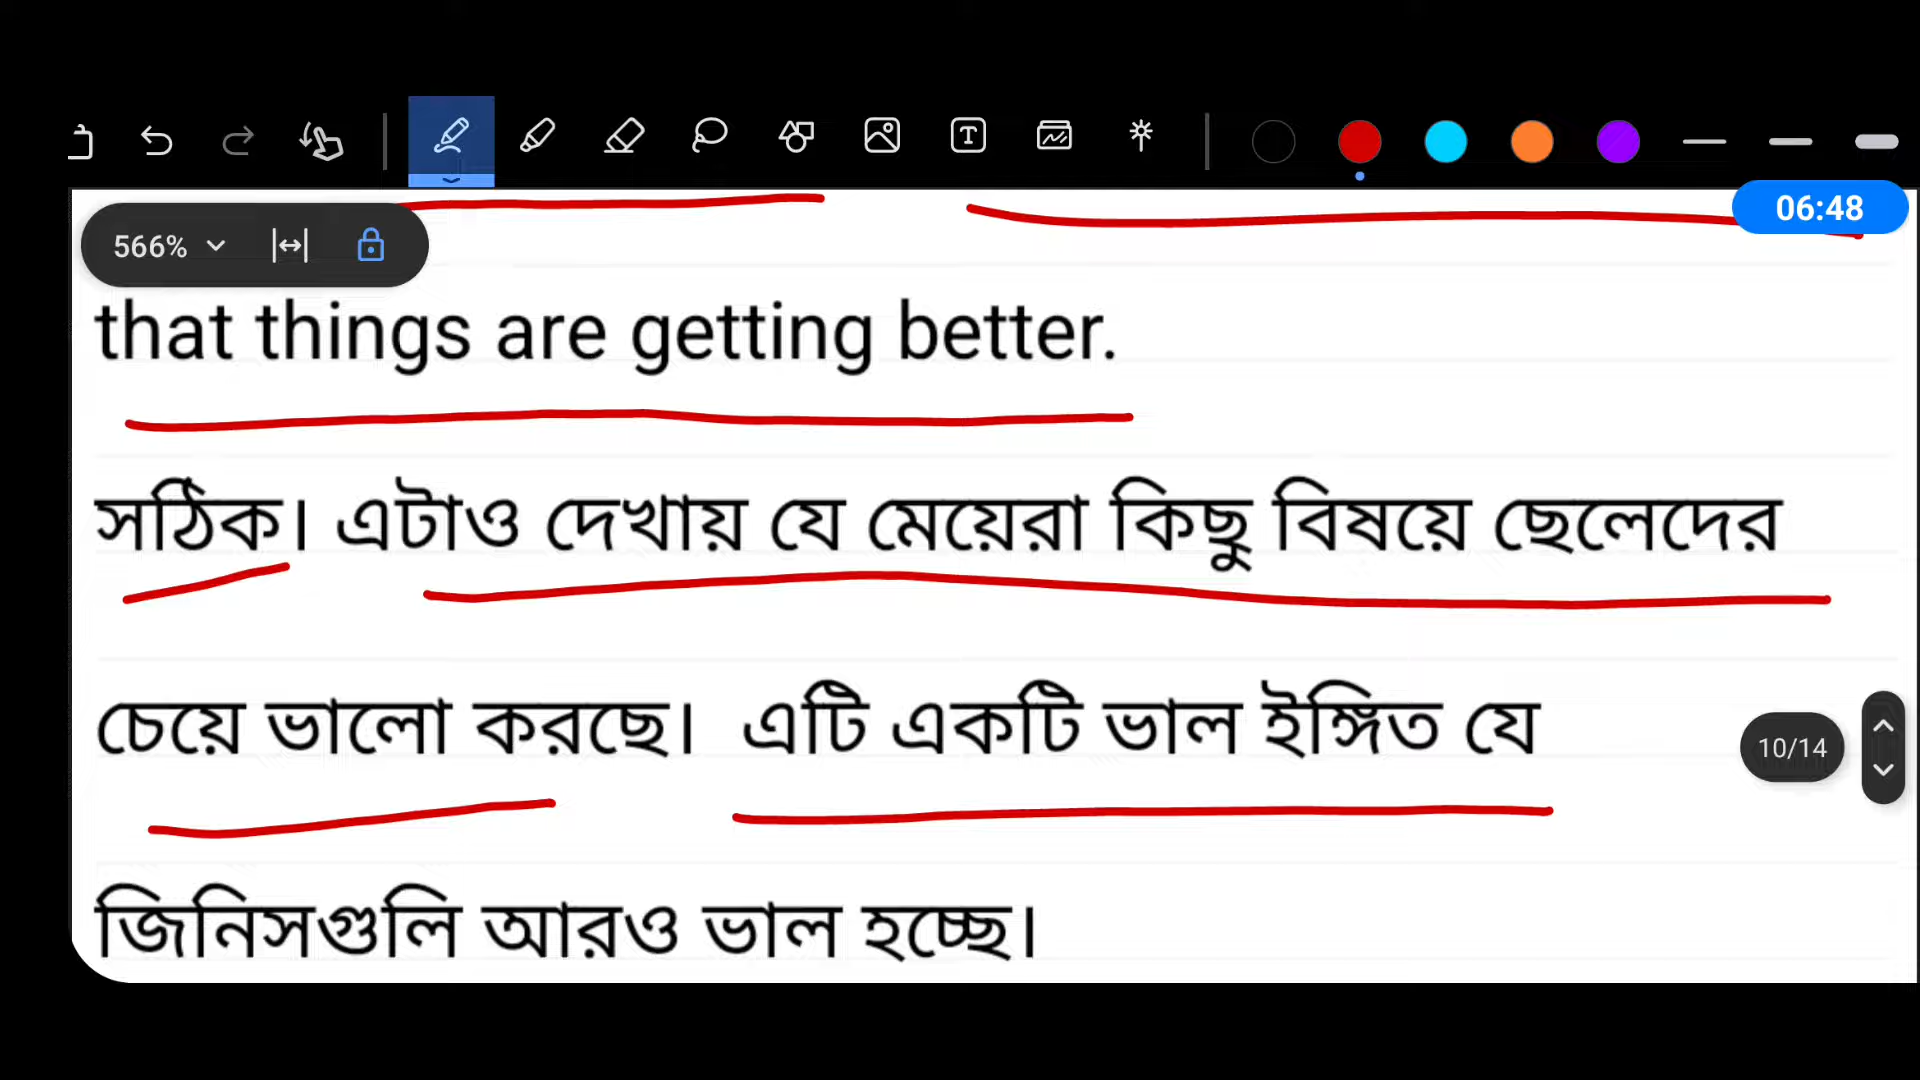 06:48
566%
that things are getting better.
সঠিক। এটাও দেখায় যে মেয়েরা কিছু বিষয়ে ছেলেদের
চেয়ে ভালো করছে। এটি একটি ভাল ইঙ্গিত যে
10/14
জিনিসগুলি আরও ভাল হচ্ছে।